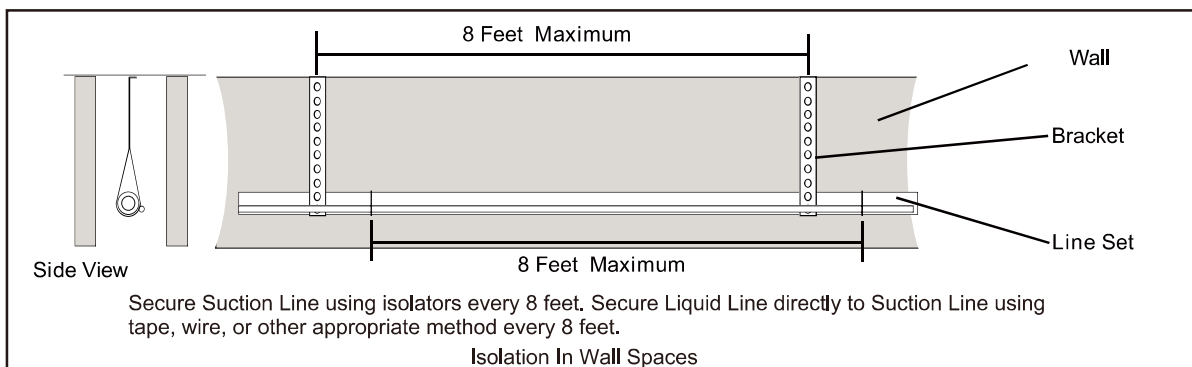 8 Feet Maximum
Wall
Bracket
Line Set
8 Feet Maximum
Side View
Secure Suction Line using isolators every 8 feet. Secure Liquid Line directly to Suction Line using
tape, wire, or other appropriate method every 8 feet.
Isolation In Wall Spaces